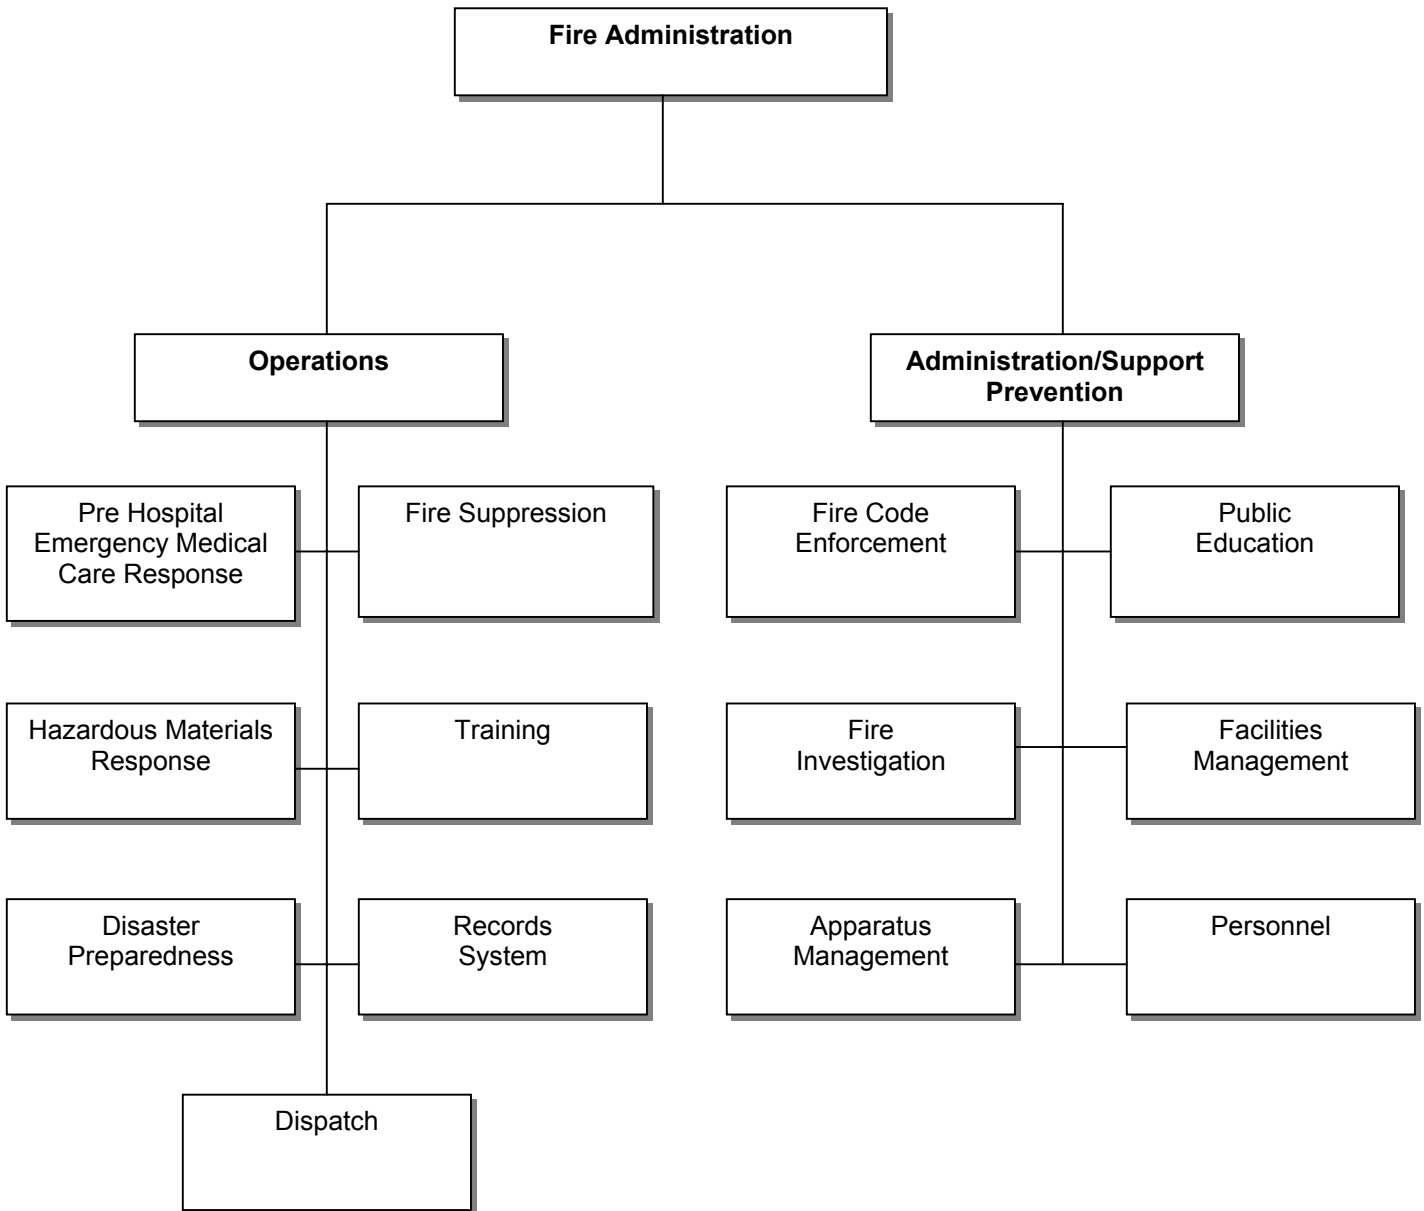 Fire Administration
Operations
Administration/Support
Prevention
Pre Hospital
Emergency Medical
Care Response
Fire Suppression
Fire Code
Enforcement
Public
Education
Hazardous Materials
Response
Training
Fire
Investigation
Facilities
Management
Disaster
Preparedness
Records
System
Apparatus
Management
Personnel
Dispatch